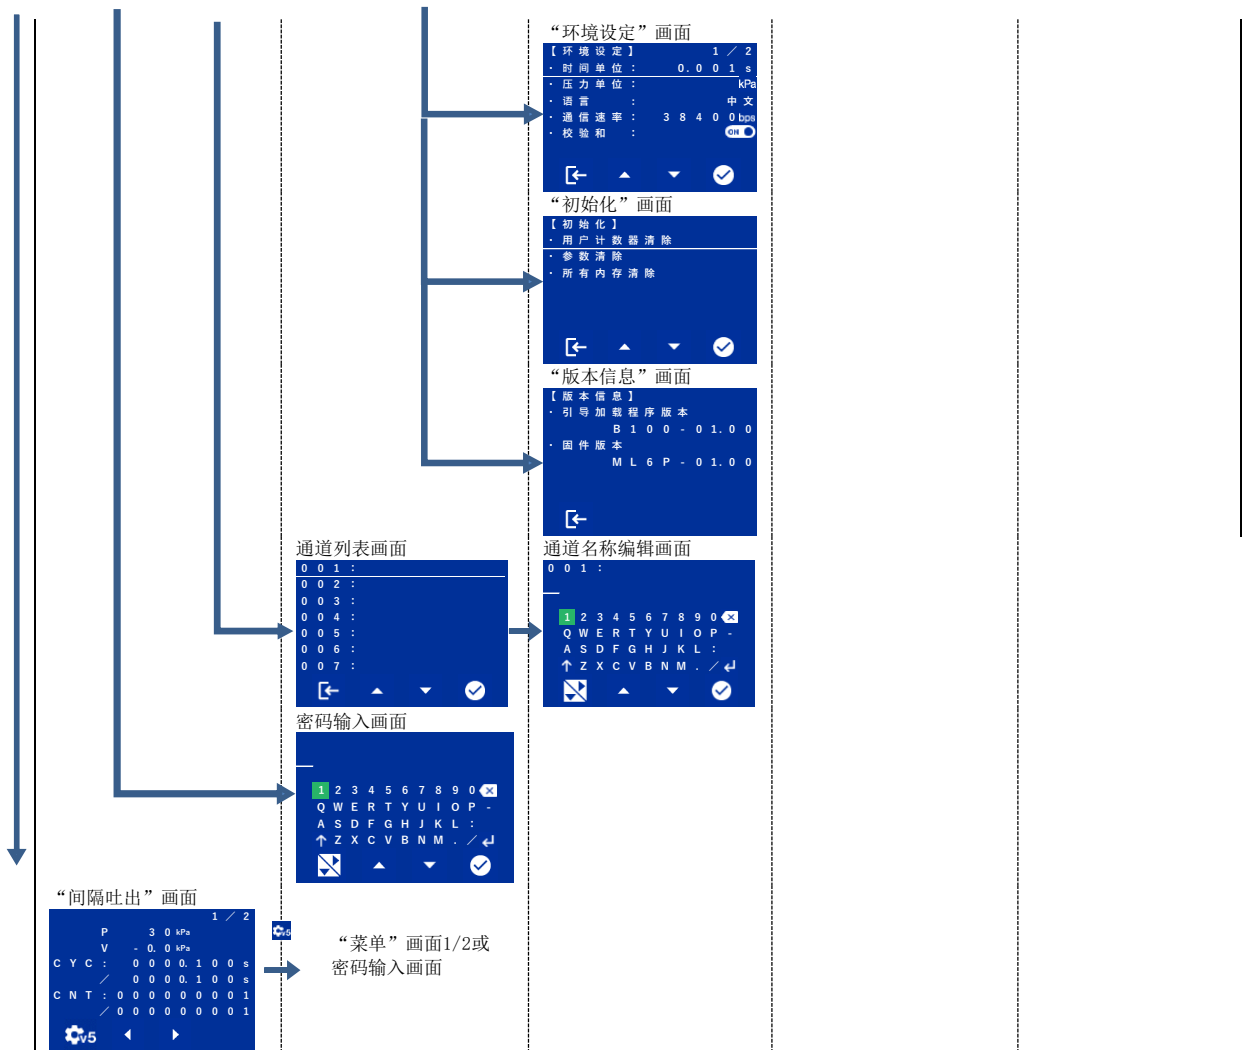 “环境设定”画面
【环境设定】 1／2
・时间单位： 0.001s
・压力单位： kPa
・语言 ： 中文
・通信速率： 38400bps
・校验和 ： ON
“初始化”画面
【初始化】
・用户计数器清除
・参数清除
・所有内存清除
“版本信息”画面
【版本信息】
・引导加载程序版本
B100-01.00
・固件版本
ML6P-01.00
通道列表画面
001：
002：
003：
004：
005：
006：
007：
通道名称编辑画面
001：
1234567890
QWERTYUIOP-
ASDFGHJKL：
↑ZXCVBNM.／↵
密码输入画面
1234567890
QWERTYUIOP-
ASDFGHJKL：
↑ZXCVBNM.／↵
“间隔吐出”画面
1／2
P 30kPa
V -0.0kPa
CYC： 0000.100s
／ 0000.100s
CNT：000000001
／000000001
v5
v5
“菜单”画面1/2或
密码输入画面